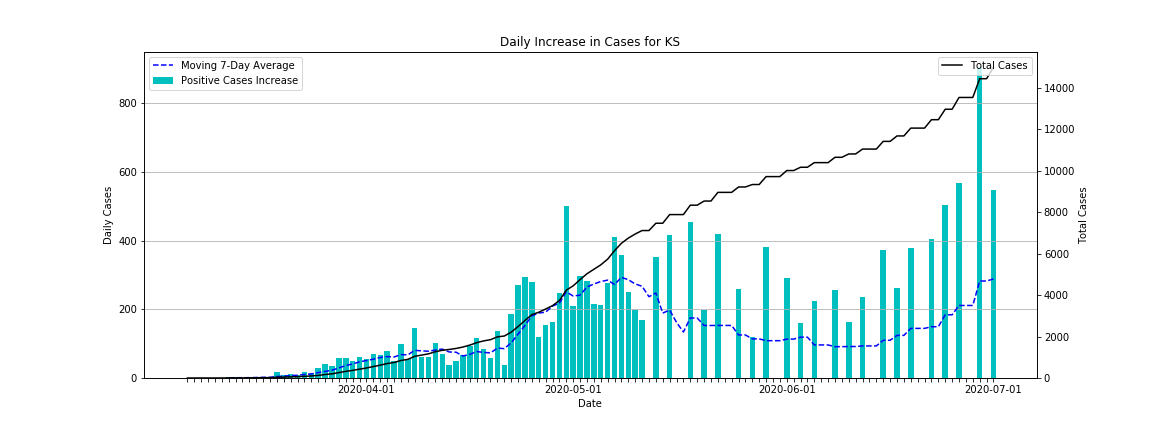 Daily Increase in Cases for KS
Moving 7-Day Average
Positive Cases Increase
Total Cases
Daily Cases
800
600
400
200
0
14000
12000
10000
8000
6000
4000
2000
0
Total Cases
2020-04-01
2020-05-01
2020-06-01
2020-07-01
Date